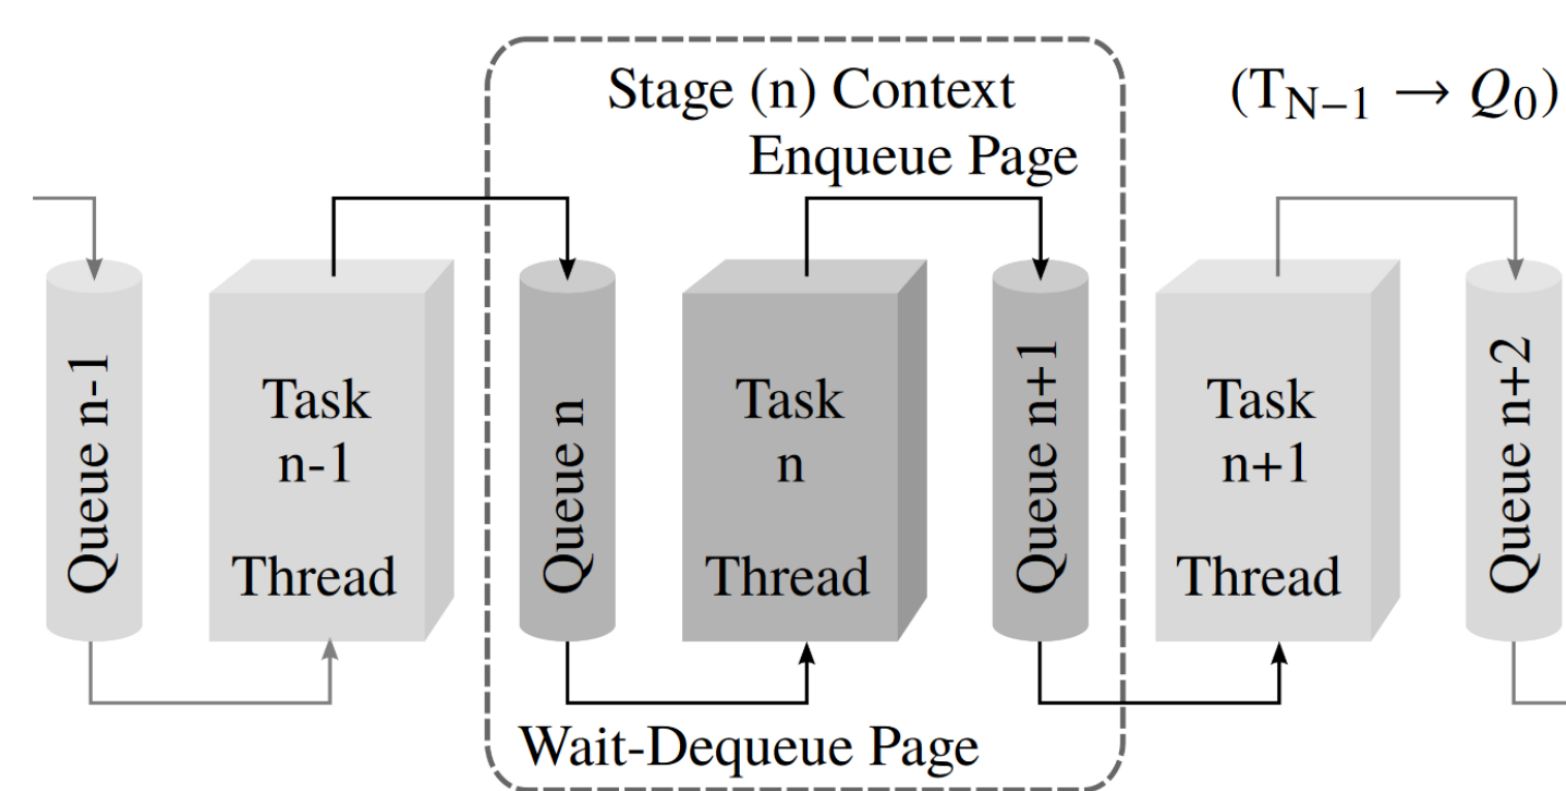 Stage (n) Context
(T_{N−1} → Q_0)
Enqueue Page
Queue n-1
Task
n-1
Thread
Queue n
Task
n
Thread
Queue n+1
Task
n+1
Thread
Queue n+2
Wait-Dequeue Page